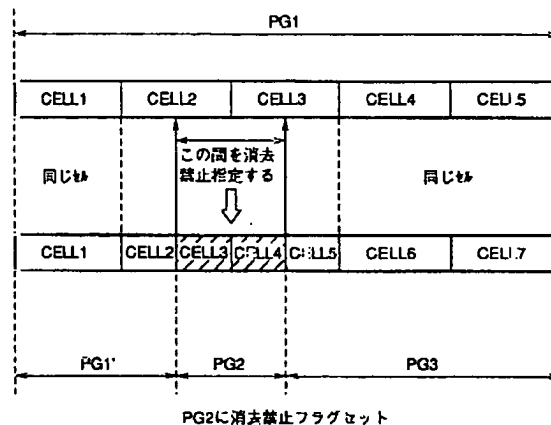 PG1
CELL1 CELL2 CELL3 CELL4 CELL5
この間を消去
禁止指定する
同じセル 同じセル
CELL1 CELL2 CELL3 CELL4 CELL5 CELL6 CELL7
PG1' PG2 PG3
PG2に消去禁止フラグセット